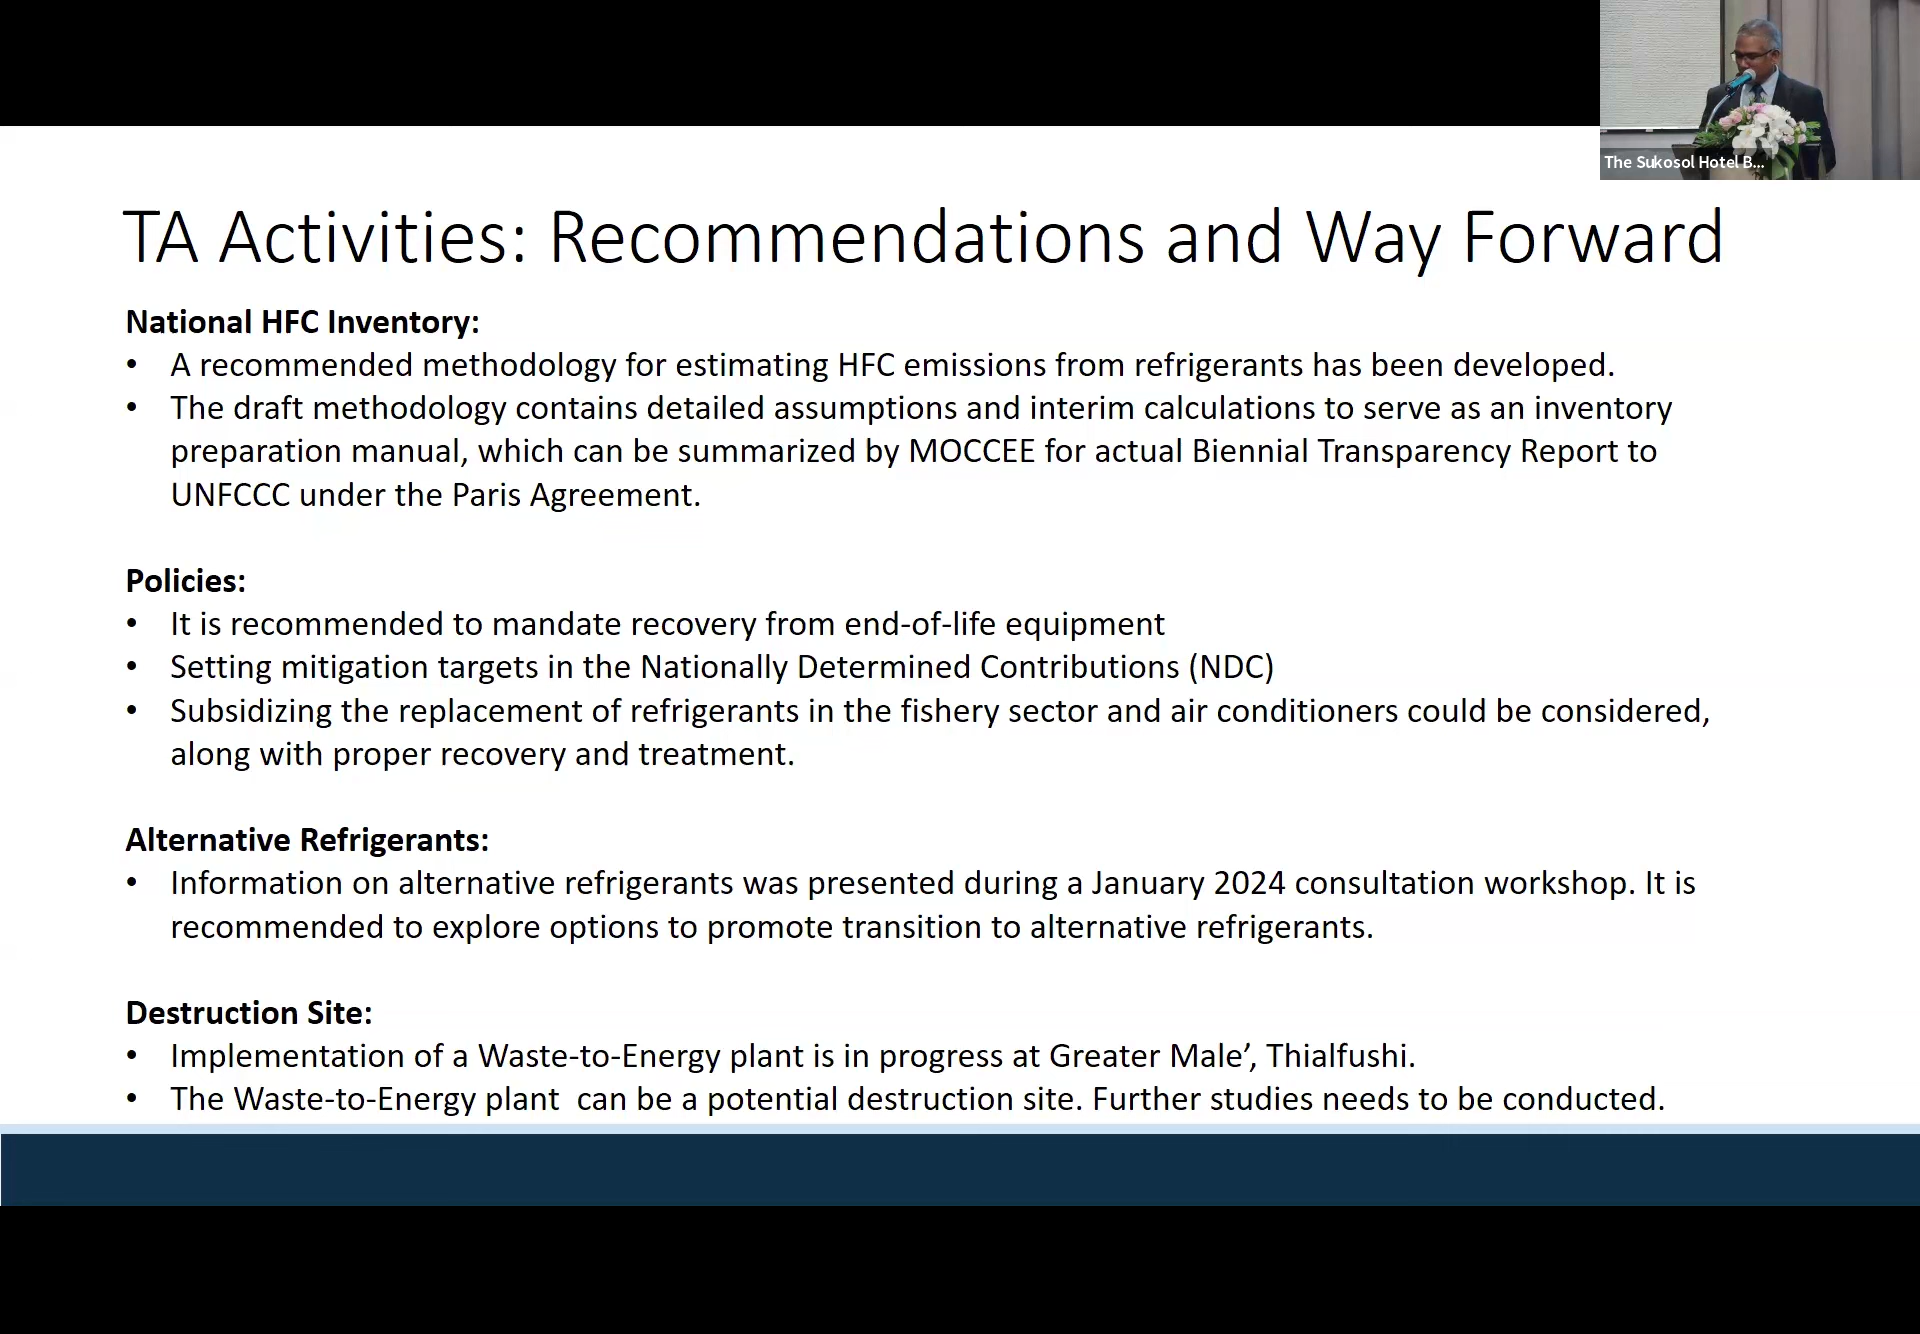 The Sukosol Hotel B...
TA Activities: Recommendations and Way Forward
National HFC Inventory:
• A recommended methodology for estimating HFC emissions from refrigerants has been developed.
• The draft methodology contains detailed assumptions and interim calculations to serve as an inventory
preparation manual, which can be summarized by MOCCEE for actual Biennial Transparency Report to
UNFCCC under the Paris Agreement.
Policies:
• It is recommended to mandate recovery from end-of-life equipment
• Setting mitigation targets in the Nationally Determined Contributions (NDC)
• Subsidizing the replacement of refrigerants in the fishery sector and air conditioners could be considered,
along with proper recovery and treatment.
Alternative Refrigerants:
• Information on alternative refrigerants was presented during a January 2024 consultation workshop. It is
recommended to explore options to promote transition to alternative refrigerants.
Destruction Site:
• Implementation of a Waste-to-Energy plant is in progress at Greater Male’, Thialfushi.
• The Waste-to-Energy plant  can be a potential destruction site. Further studies needs to be conducted.